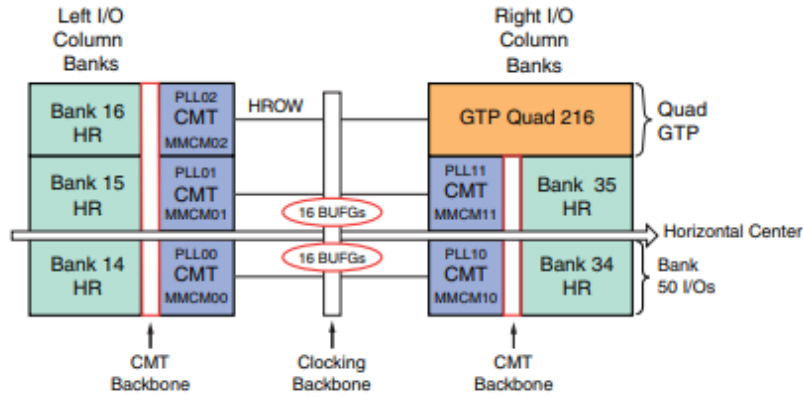 Left I/O
Column
Banks
Right I/O
Column
Banks
Bank 16
HR
PLL02
CMT
MMCM02
HROW
GTP Quad 216
Quad
GTP
Bank 15
HR
PLL01
CMT
MMCM01
16 BUFGs
PLL11
CMT
MMCM11
Bank 35
HR
Horizontal Center
Bank 14
HR
PLL00
CMT
MMCM00
16 BUFGs
PLL10
CMT
MMCM10
Bank 34
HR
Bank
50 I/Os
CMT
Backbone
Clocking
Backbone
CMT
Backbone